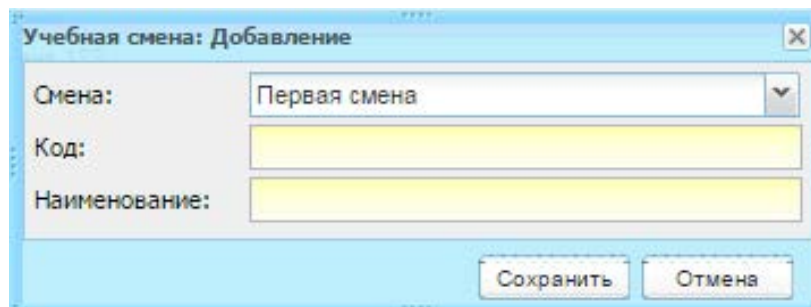 Учебная смена: Добавление
Смена: Первая смена
Код:
Наименование:
Сохранить Отмена